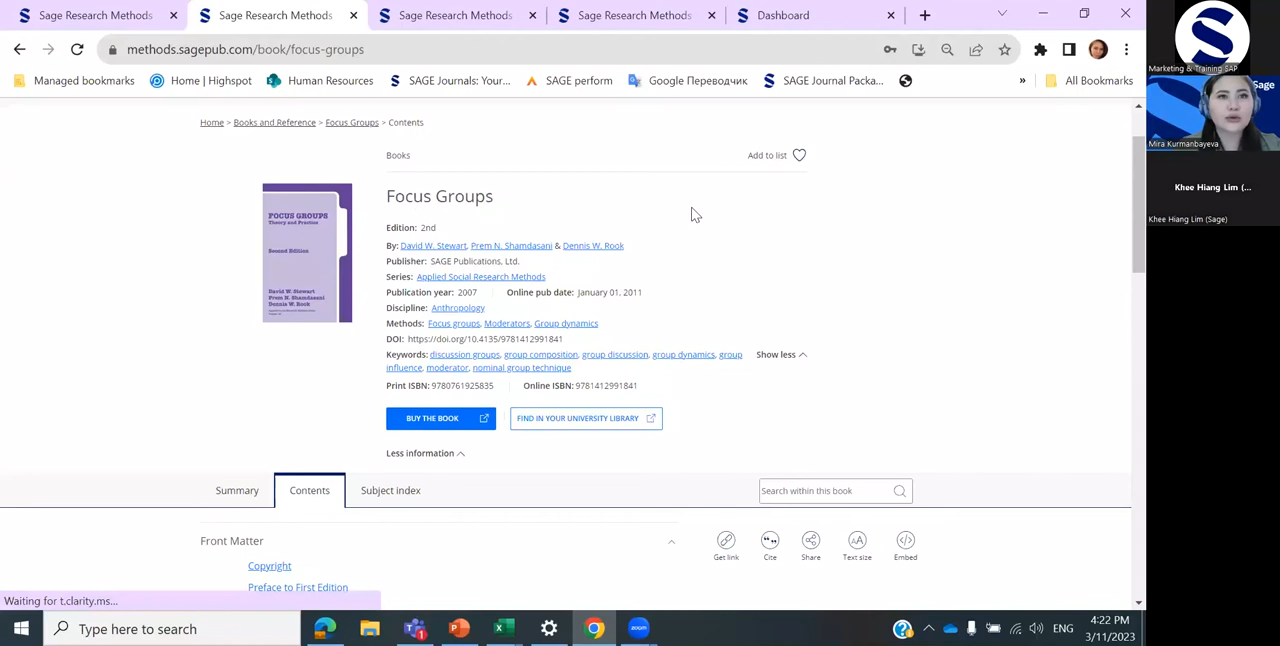 Sage Research Methods
Sage Research Methods
Sage Research Methods
Sage Research Methods
Dashboard
methods.sagepub.com/book/focus-groups
Managed bookmarks
Home | Highspot
Human Resources
SAGE Journal
SAGE perform
Google Переводчик
SAGE Journal Packa...
»
All Bookmarks
Home > Books and Reference > Focus Groups > Contents
Books
Add to list
FOCUS GROUPS
Theory and Practice
Second Edition
David W. Stewart
Prem N. Shamdasani
Dennis W. Rook
Focus Groups
Edition: 2nd
By: David W. Stewart, Prem N. Shamdasani & Dennis W. Rook
Publisher: SAGE Publications, Ltd.
Series: Applied Social Research Methods
Publication year: 2007 Online pub date: January 01, 2011
Discipline: Anthropology
Methods: Focus groups, Moderators, Group dynamics
DOI: https://doi.org/10.4135/9781412991841
Keywords: discussion groups, group composition, group discussion, group dynamics, group
influence, moderator, nominal group technique
Show less
Print ISBN: 9780761925835 Online ISBN: 9781412991841
BUY THE BOOK
FIND IN YOUR UNIVERSITY LIBRARY
Less information
Summary
Contents
Subject index
Search within this book
Front Matter
Get link
Cite
Share
Text size
Embed
Copyright
Preface to First Edition
Waiting for t.clarity.ms...
Type here to search
ENG
4:22 PM
3/11/2023
Marketing & Training SAP
Sage
Mira Kurmanbayeva
Khee Hiang Lim (...
Khee Hiang Lim (Sage)